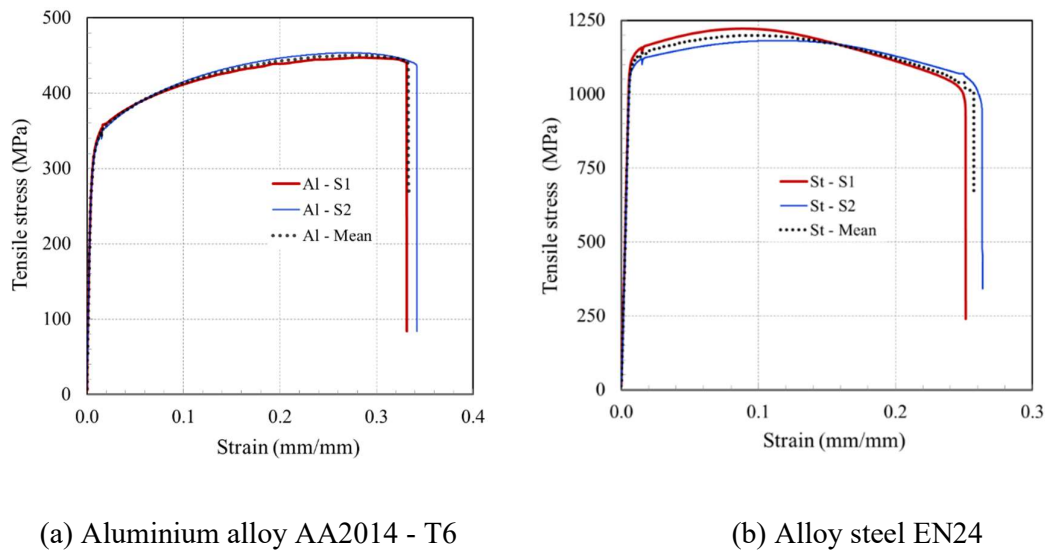 500
400
300
200
100
0
0.0 0.1 0.2 0.3 0.4
Tensile stress (MPa)
Strain (mm/mm)
Al - S1
Al - S2
Al - Mean
(a) Aluminium alloy AA2014 - T6
1250
1000
750
500
250
0
0.0 0.1 0.2 0.3
Tensile stress (MPa)
Strain (mm/mm)
St - S1
St - S2
St - Mean
(b) Alloy steel EN24